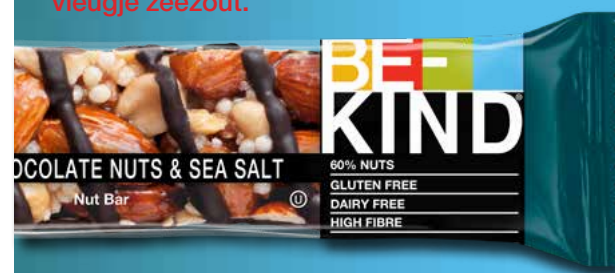 vleugje zeezout.
BE-
KIND®
OCOLATE NUTS & SEA SALT
Nut Bar
U
60% NUTS
GLUTEN FREE
DAIRY FREE
HIGH FIBRE